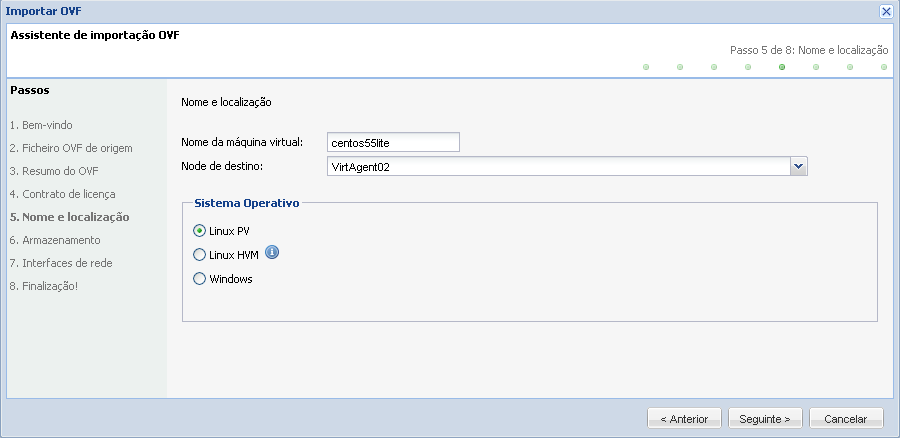 Importar OVF
Assistente de importação OVF
Passo 5 de 8: Nome e localização
Passos
1. Bem-vindo
2. Ficheiro OVF de origem
3. Resumo do OVF
4. Contrato de licença
5. Nome e localização
6. Armazenamento
7. Interfaces de rede
8. Finalização!
Nome e localização
Nome da máquina virtual: centos55lite
Node de destino: VirtAgent02
Sistema Operativo
Linux PV
Linux HVM
Windows
< Anterior
Seguinte >
Cancelar